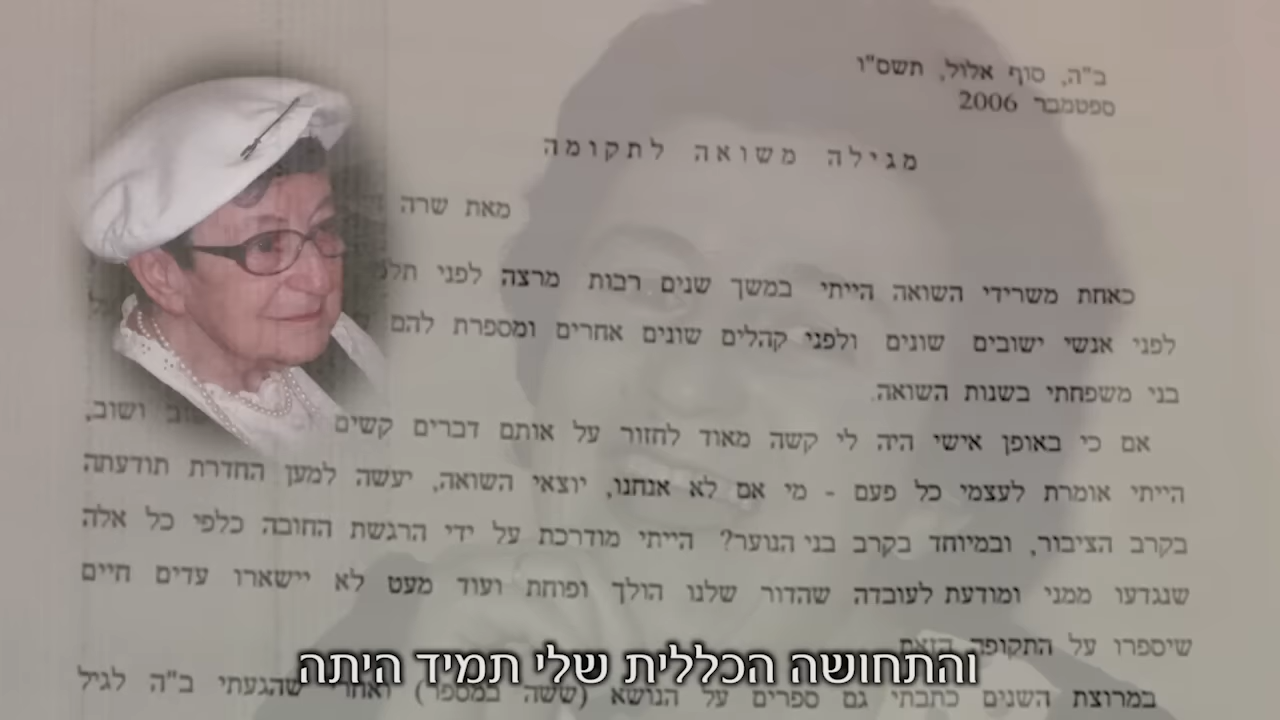 ב"ה, סוף אלול, תשס"ו
ספטמבר 2006
מגילה משואה לתקומה
מאת שרה
כאחת משרידי השואה הייתי במשך שנים רבות מרצה לפני
לפני אנשי ישובים שונים ולפני קהלים שונים אחרים ומספרת להם
בני משפחתי בשנות השואה.
אם כי באופן אישי היה לי קשה מאוד לחזור על אותם דברים קשים ושוב,
הייתי אומרת לעצמי כל פעם - מי אם לא אנחנו, יוצאי השואה, יעשה למען החדרת תודעתה
בקרב הציבור, ובמיוחד בקרב בני הנוער? הייתי מודרכת על ידי הרגשת החובה כלפי כל אלה
שנגדעו ממני ומודעת לעובדה שהדור שלנו הולך ופוחת ועוד מעט לא יישארו עדים חיים
שיספרו על התקופה הזאת
והתחושה הכללית שלי תמיד היתה
במרוצת השנים כתבתי גם ספרים על הנושא (ששה במספר) ואחרי שהגעתי ב"ה לגיל